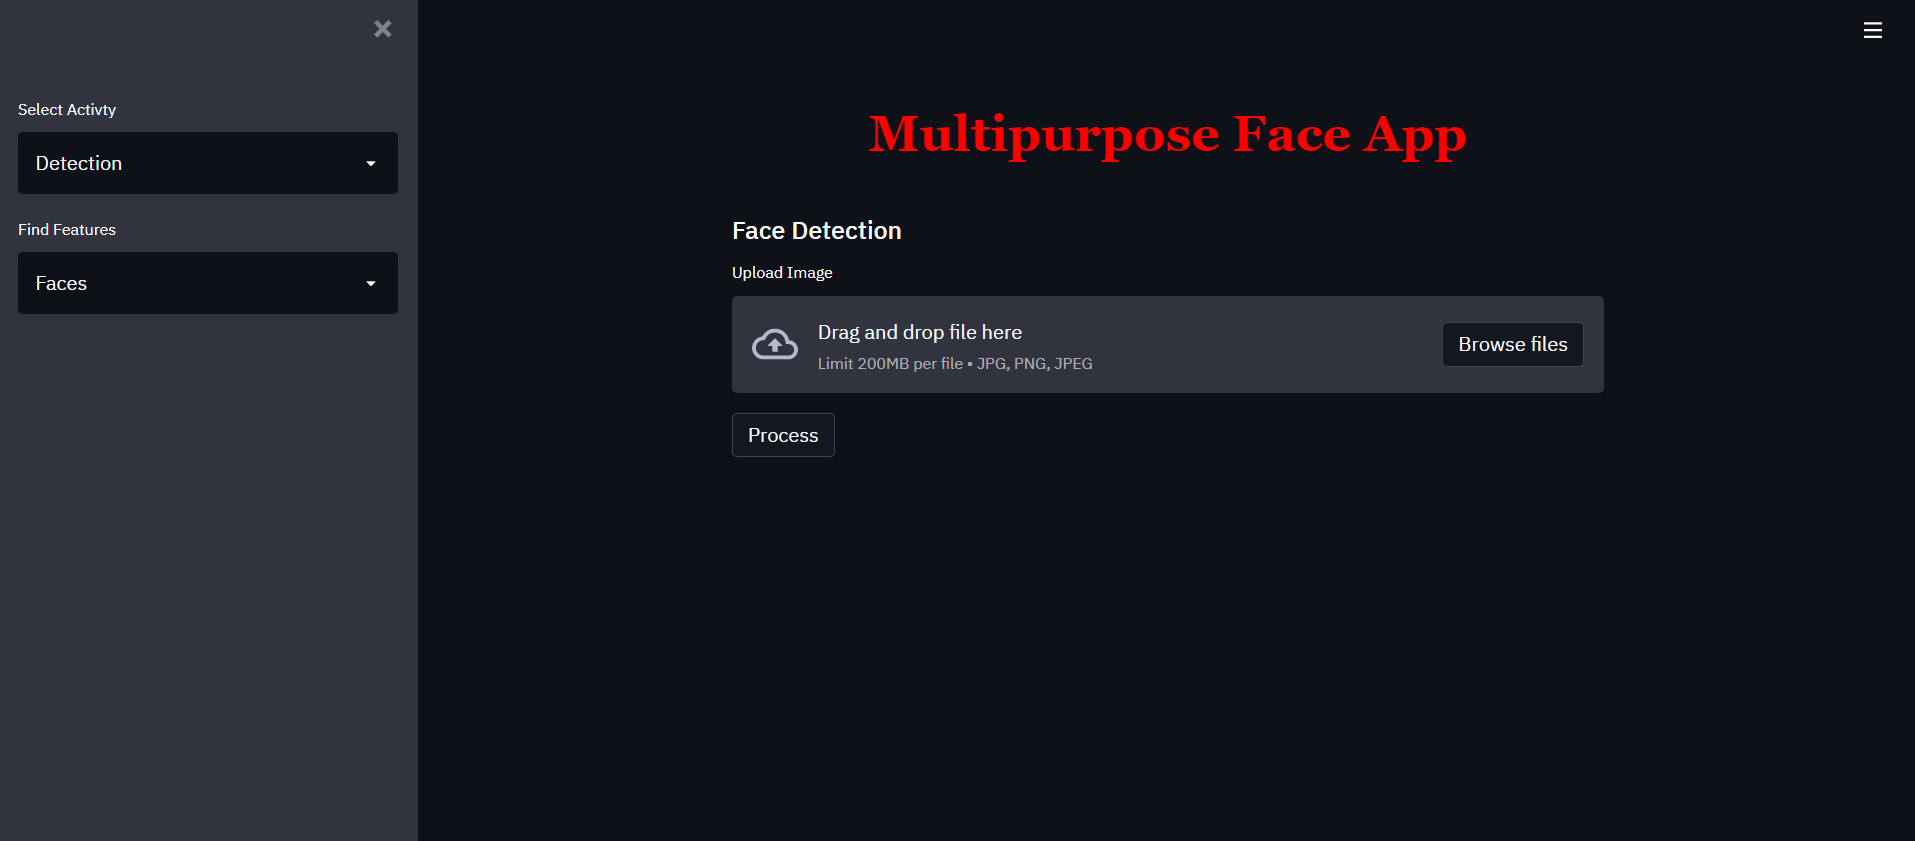 Select Activty
Detection
Find Features
Faces
Multipurpose Face App
Face Detection
Upload Image
Drag and drop file here
Limit 200MB per file • JPG, PNG, JPEG
Browse files
Process